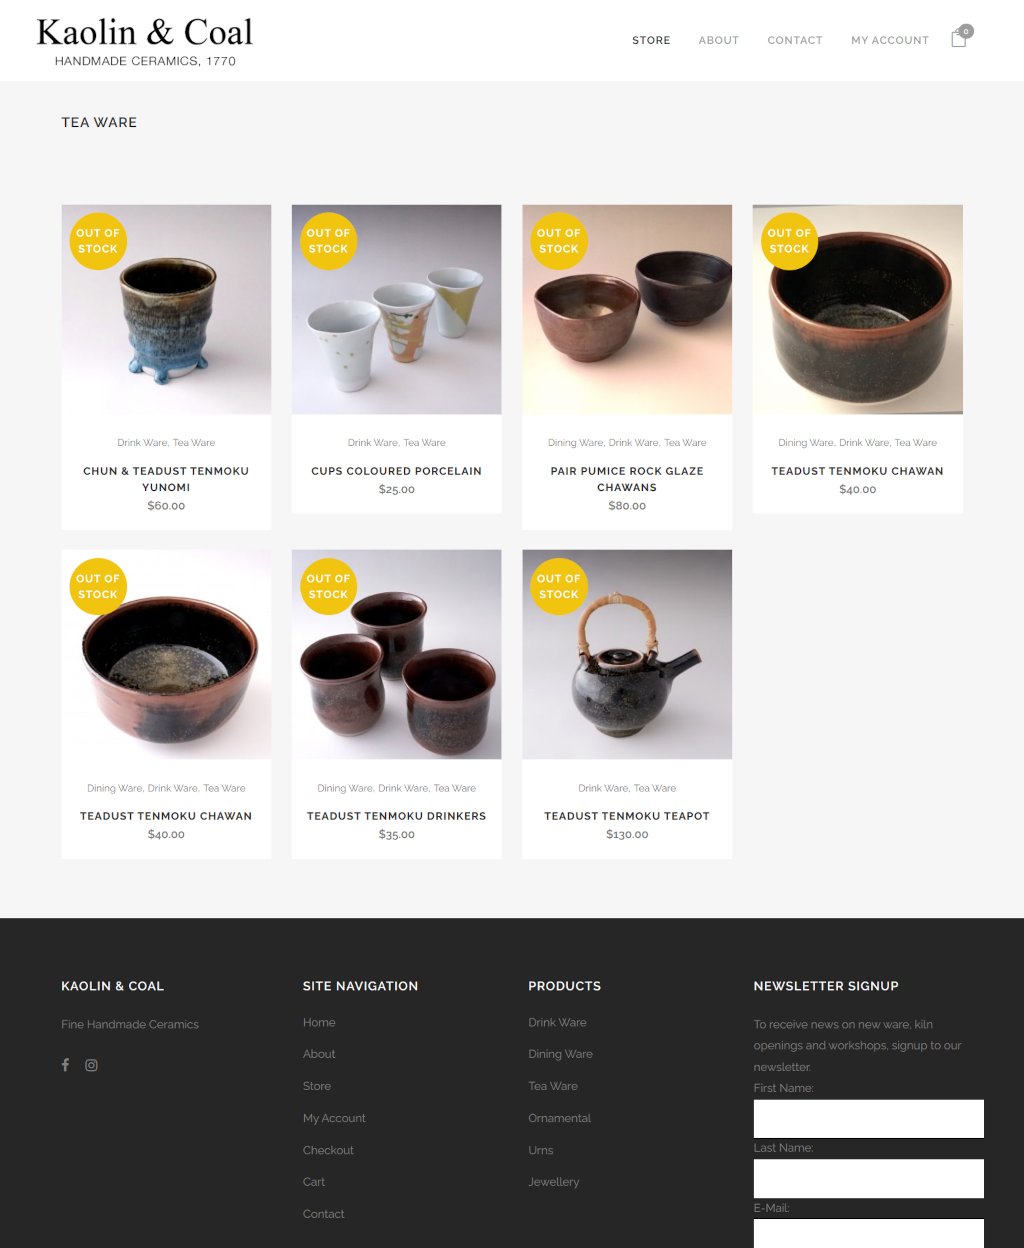 Kaolin & Coal
HANDMADE CERAMICS, 1770
STORE
ABOUT
CONTACT
MY ACCOUNT
0
TEA WARE
OUT OF
STOCK
Drink Ware, Tea Ware
CHUN & TEADUST TENMOKU
YUNOMI
$60.00
OUT OF
STOCK
Drink Ware, Tea Ware
CUPS COLOURED PORCELAIN
$25.00
OUT OF
STOCK
Dining Ware, Drink Ware, Tea Ware
PAIR PUMICE ROCK GLAZE
CHAWANS
$80.00
OUT OF
STOCK
Dining Ware, Drink Ware, Tea Ware
TEADUST TENMOKU CHAWAN
$40.00
OUT OF
STOCK
Dining Ware, Drink Ware, Tea Ware
TEADUST TENMOKU CHAWAN
$40.00
OUT OF
STOCK
Dining Ware, Drink Ware, Tea Ware
TEADUST TENMOKU DRINKERS
$35.00
OUT OF
STOCK
Drink Ware, Tea Ware
TEADUST TENMOKU TEAPOT
$130.00
KAOLIN & COAL
Fine Handmade Ceramics
SITE NAVIGATION
Home
About
Store
My Account
Checkout
Cart
Contact
PRODUCTS
Drink Ware
Dining Ware
Tea Ware
Ornamental
Urns
Jewellery
NEWSLETTER SIGNUP
To receive news on new ware, kiln
openings and workshops, signup to our
newsletter.
First Name:
Last Name:
E-Mail: